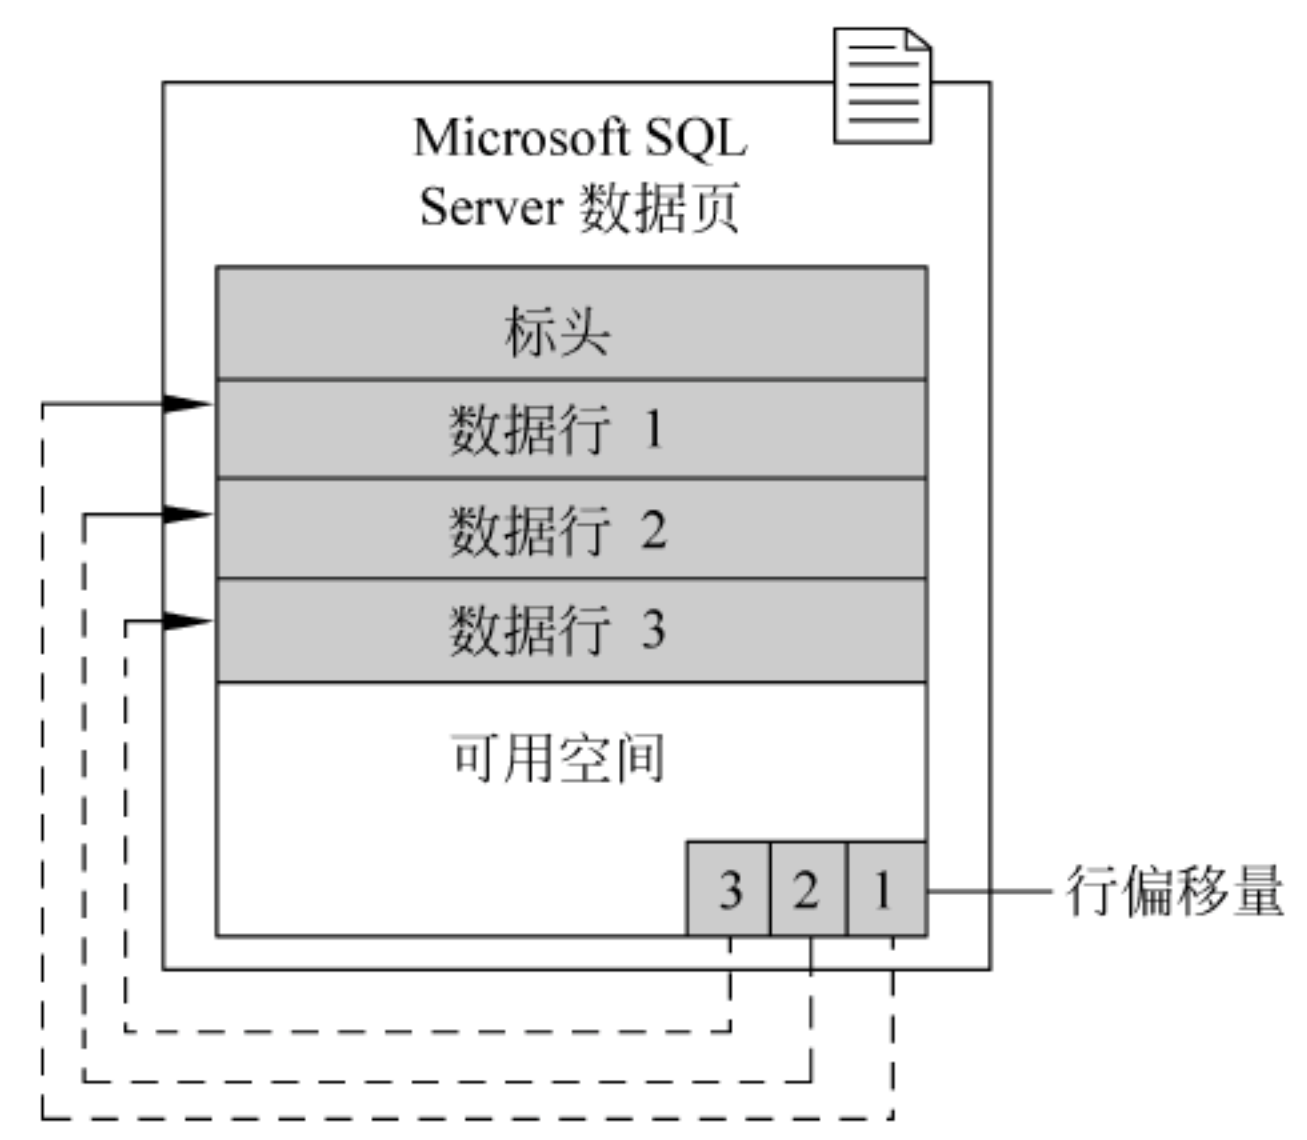 Microsoft SQL
Server 数据页
标头
数据行 1
数据行 2
数据行 3
可用空间
3 2 1
行偏移量